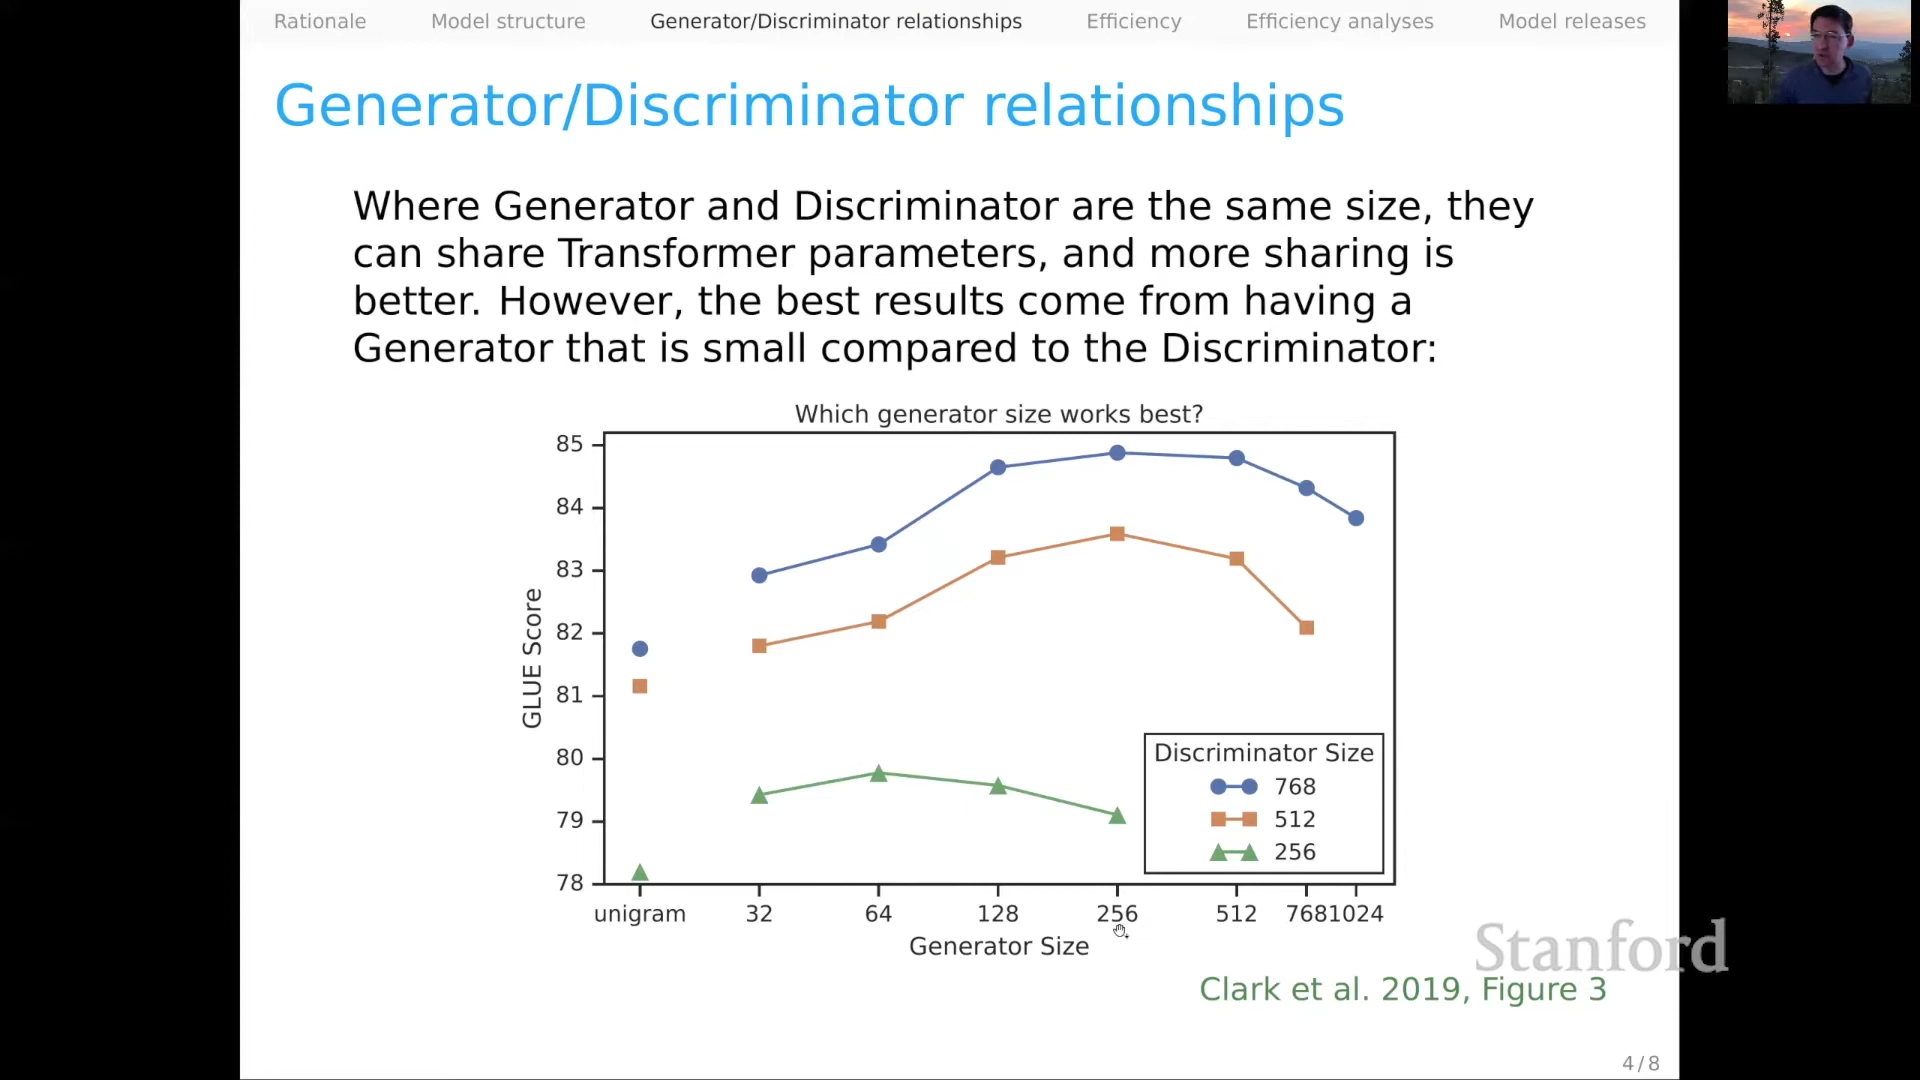 Rationale Model structure Generator/Discriminator relationships Efficiency Efficiency analyses Model releases
Generator/Discriminator relationships
Where Generator and Discriminator are the same size, they
can share Transformer parameters, and more sharing is
better. However, the best results come from having a
Generator that is small compared to the Discriminator:
Which generator size works best?
85
84
83
82
81
80
79
78
GLUE Score
Discriminator Size
768
512
256
unigram 32 64 128 256 512 768 1024
Generator Size
Stanford
Clark et al. 2019, Figure 3
4/8